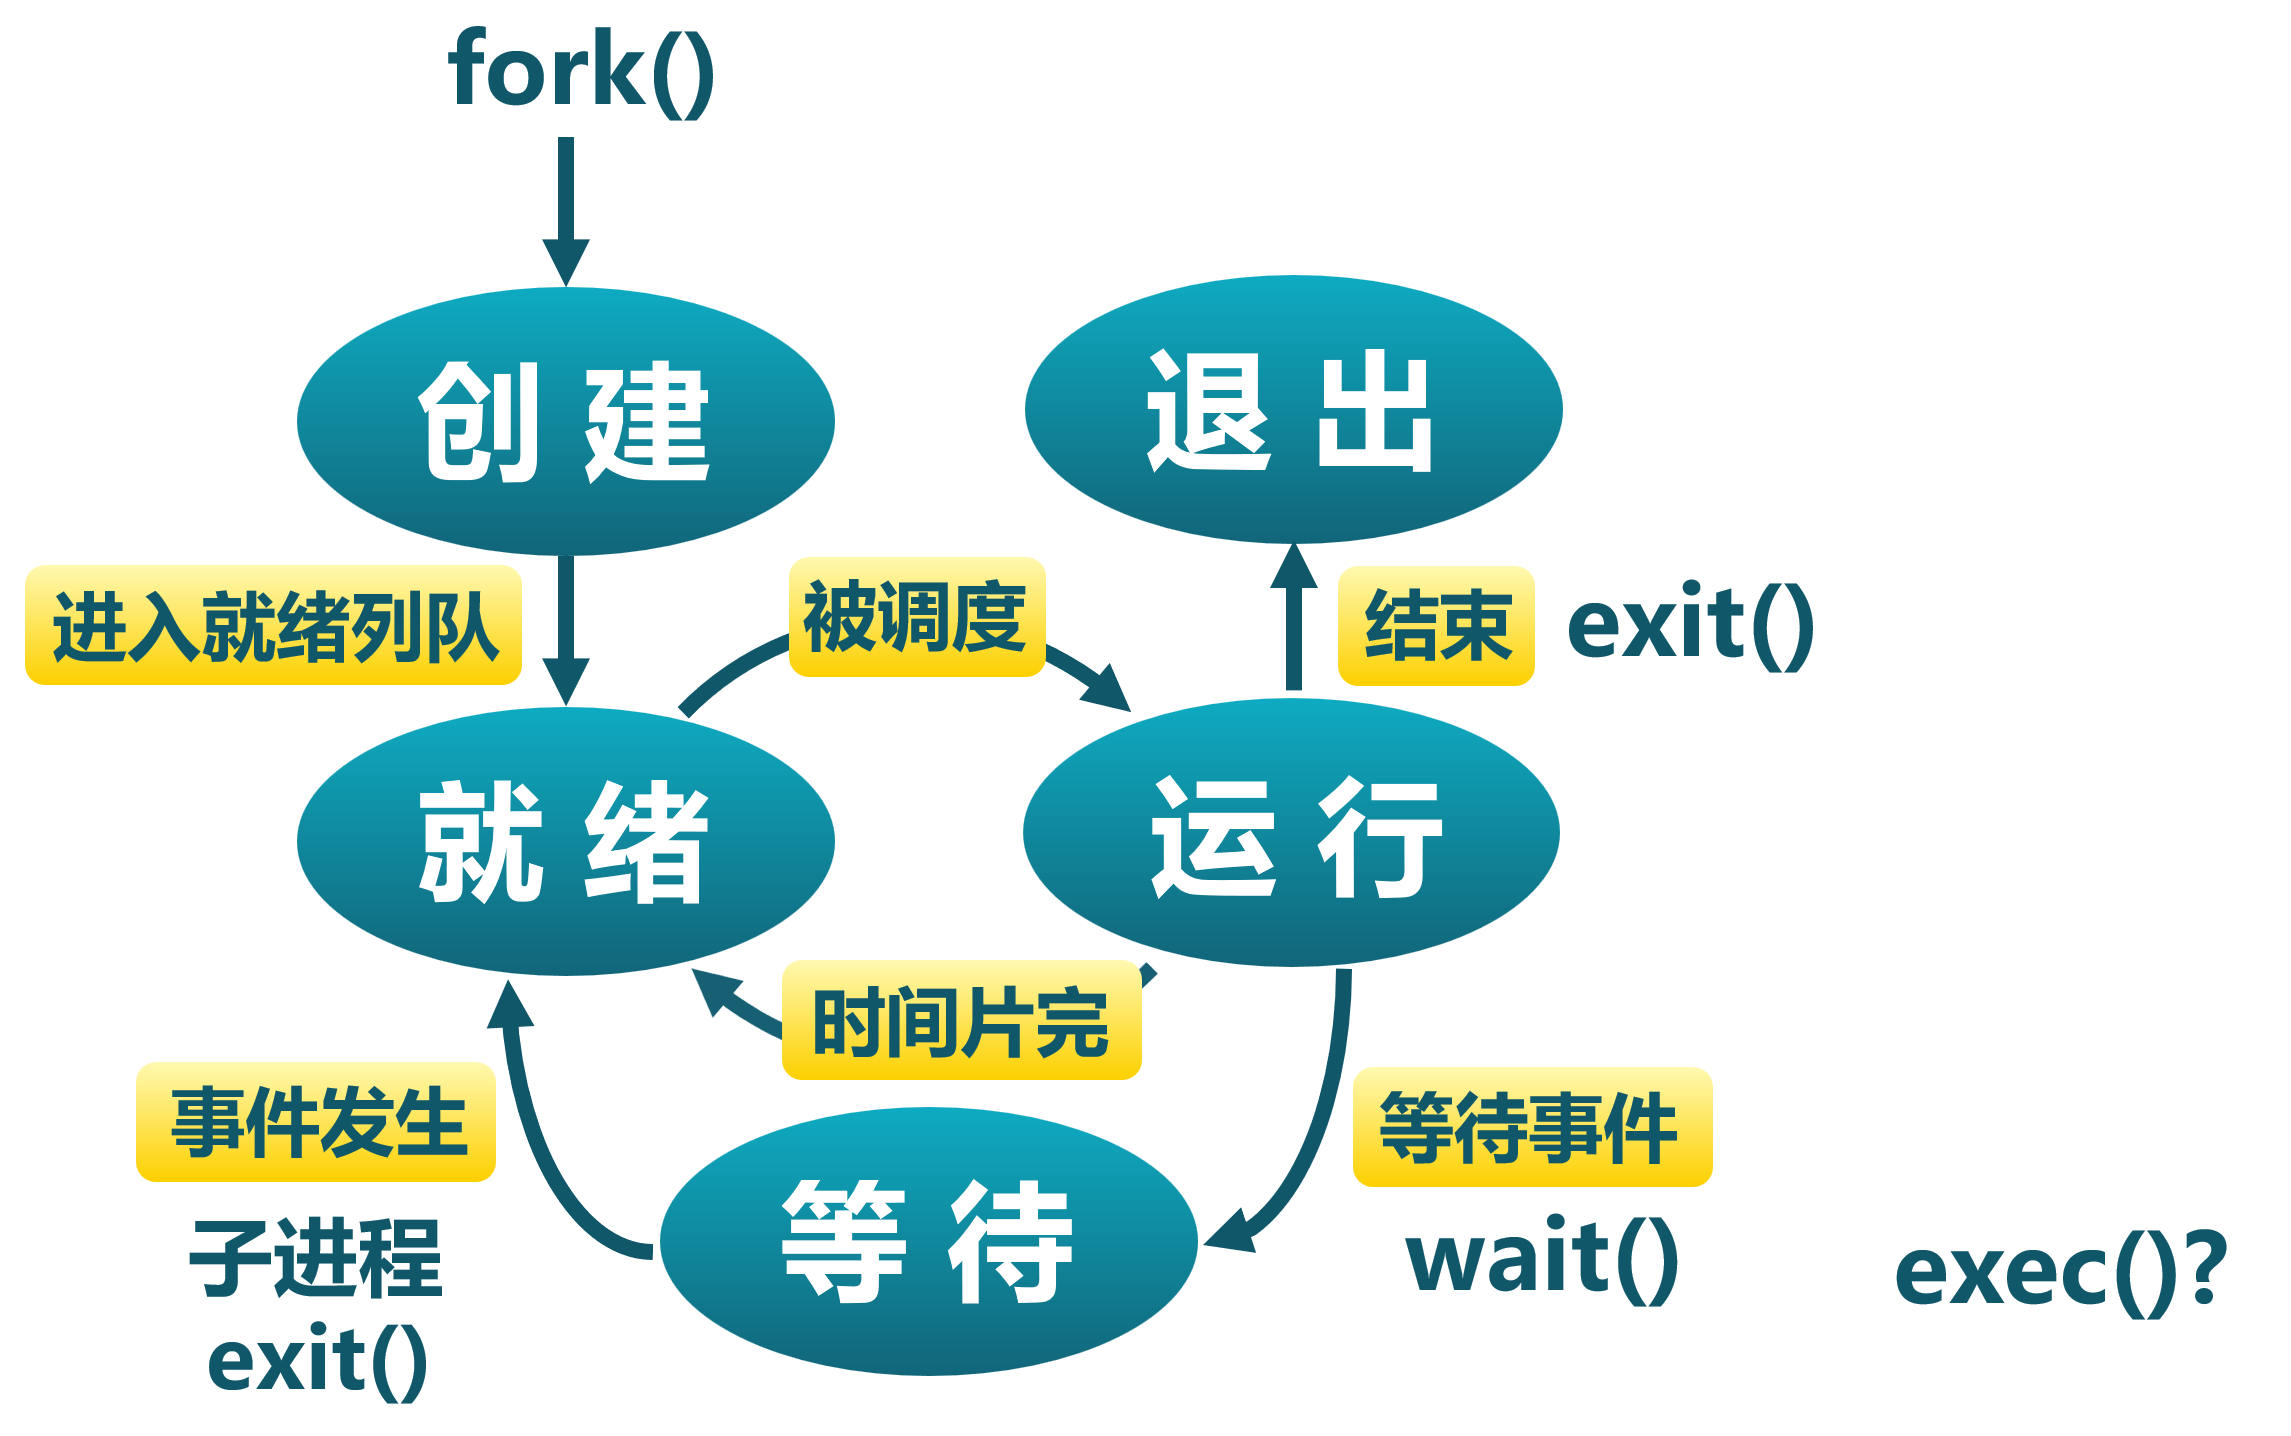 fork()
创 建
退 出
进入就绪列队
被调度
结束
exit()
就 绪
运 行
时间片完
事件发生
等待事件
等 待
子进程
exit()
wait()
exec()?